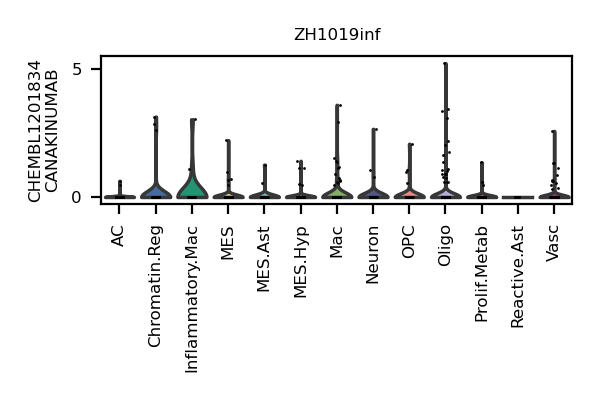 ZH1019inf
CHEMBL1201834
CANAKINUMAB
5
0
AC
Chromatin.Reg
Inflammatory.Mac
MES
MES.Ast
MES.Hyp
Mac
Neuron
OPC
Oligo
Prolif.Metab
Reactive.Ast
Vasc